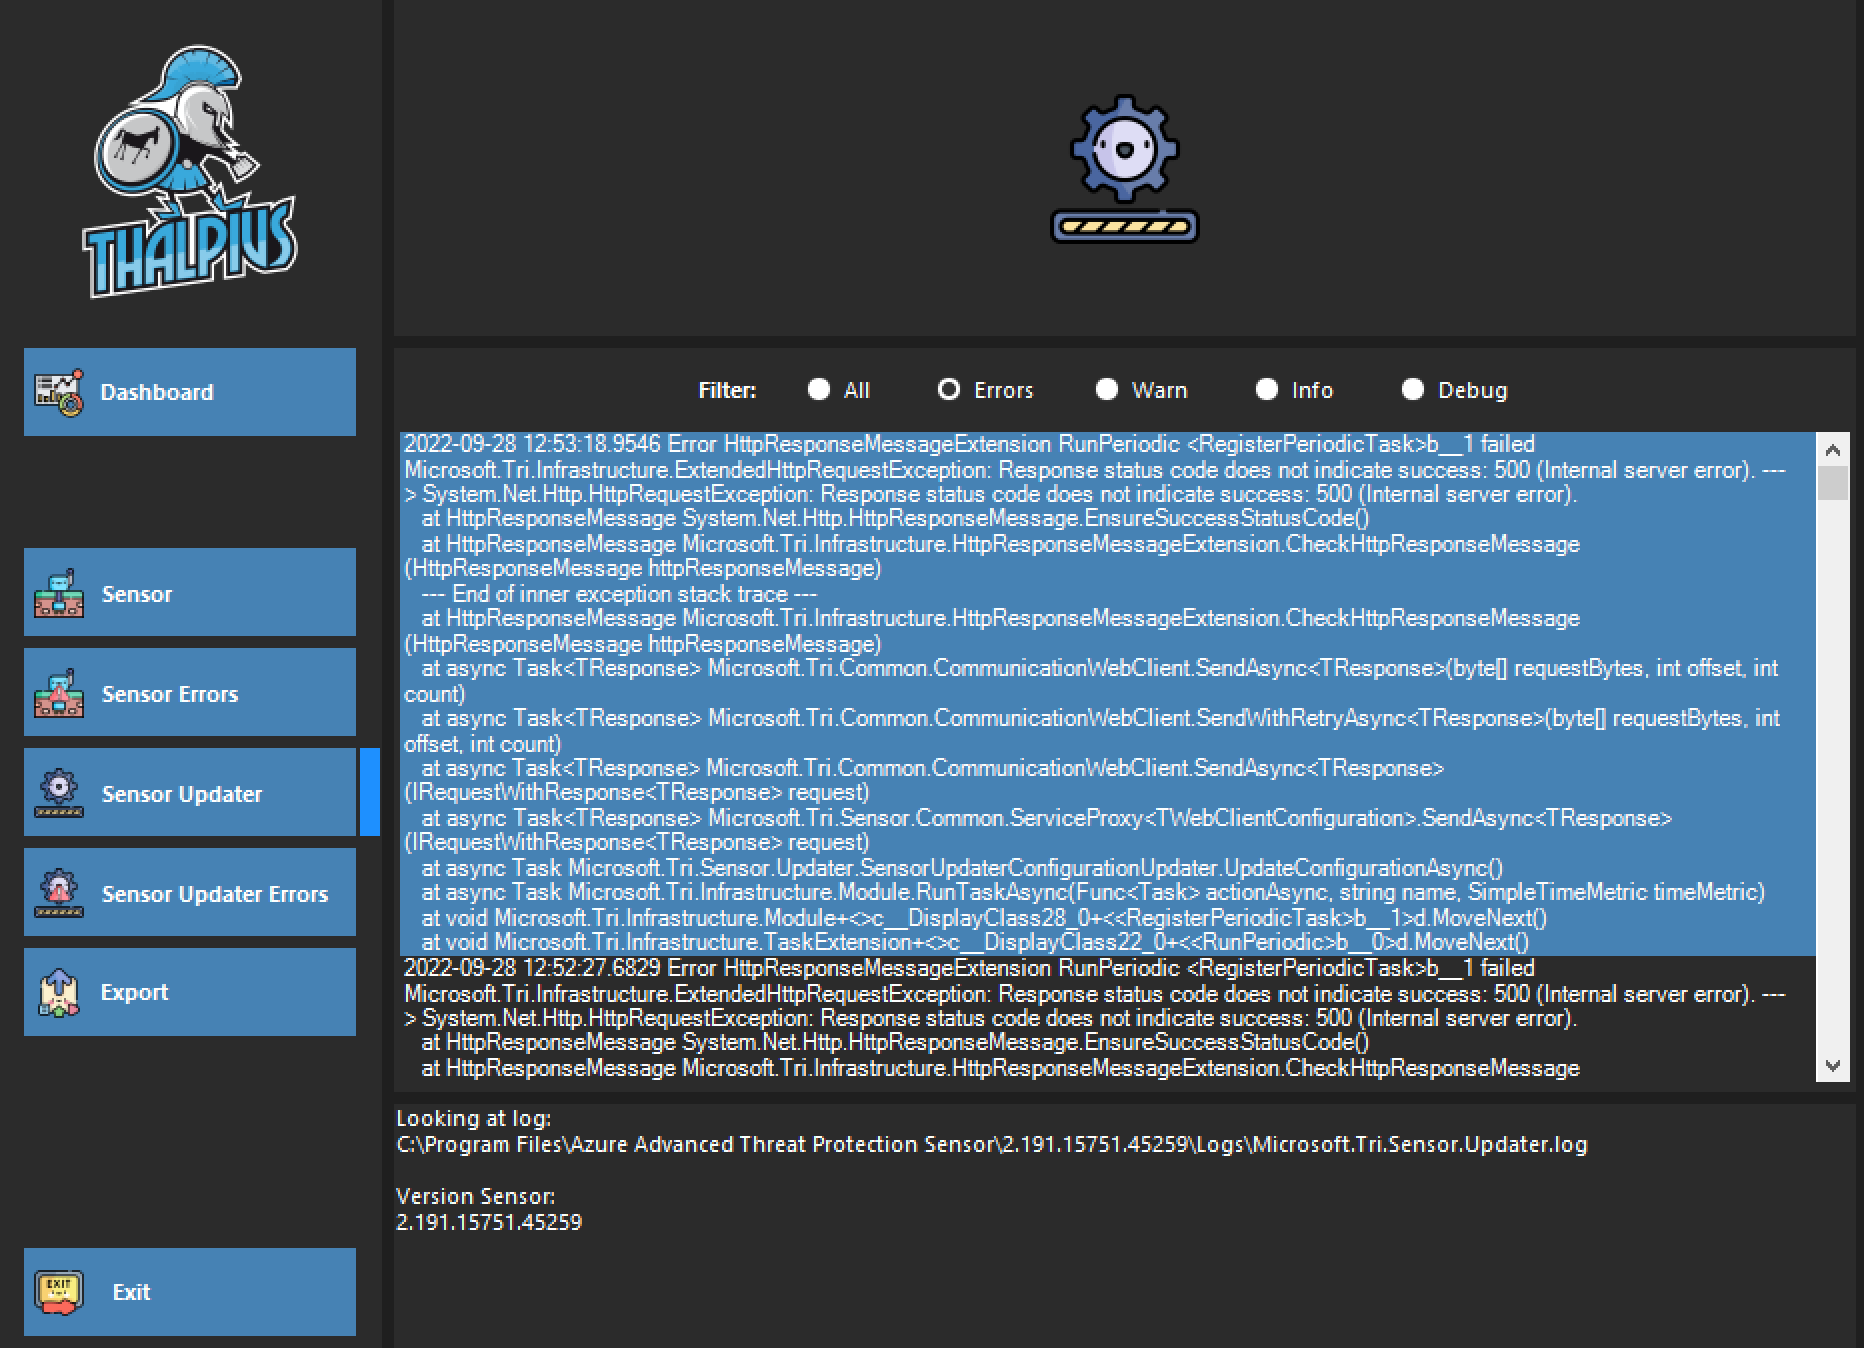 THALPIUS
Dashboard
Sensor
Sensor Errors
Sensor Updater
Sensor Updater Errors
Export
EXIT
Exit
Filter: All Errors Warn Info Debug
2022-09-28 12:53:18.9546 Error HttpResponseMessageExtension RunPeriodic <RegisterPeriodicTask>b__1 failed
Microsoft.Tri.Infrastructure.ExtendedHttpRequestException: Response status code does not indicate success: 500 (Internal server error). ---
> System.Net.Http.HttpRequestException: Response status code does not indicate success: 500 (Internal server error).
at HttpResponseMessage System.Net.Http.HttpResponseMessage.EnsureSuccessStatusCode()
at HttpResponseMessage Microsoft.Tri.Infrastructure.HttpResponseMessageExtension.CheckHttpResponseMessage
(HttpResponseMessage httpResponseMessage)
--- End of inner exception stack trace ---
at HttpResponseMessage Microsoft.Tri.Infrastructure.HttpResponseMessageExtension.CheckHttpResponseMessage
(HttpResponseMessage httpResponseMessage)
at async Task<TResponse> Microsoft.Tri.Common.CommunicationWebClient.SendAsync<TResponse>(byte[] requestBytes, int offset, int
count)
at async Task<TResponse> Microsoft.Tri.Common.CommunicationWebClient.SendWithRetryAsync<TResponse>(byte[] requestBytes, int
offset, int count)
at async Task<TResponse> Microsoft.Tri.Common.CommunicationWebClient.SendAsync<TResponse>
(IRequestWithResponse<TResponse> request)
at async Task<TResponse> Microsoft.Tri.Sensor.Common.ServiceProxy<TWebClientConfiguration>.SendAsync<TResponse>
(IRequestWithResponse<TResponse> request)
at async Task Microsoft.Tri.Sensor.Updater.SensorUpdaterConfigurationUpdater.UpdateConfigurationAsync()
at async Task Microsoft.Tri.Infrastructure.Module.RunTaskAsync(Func<Task> actionAsync, string name, SimpleTimeMetric timeMetric)
at void Microsoft.Tri.Infrastructure.Module+<>c__DisplayClass28_0+<<RegisterPeriodicTask>b__1>d.MoveNext()
at void Microsoft.Tri.Infrastructure.TaskExtension+<>c__DisplayClass22_0+<<RunPeriodic>b__0>d.MoveNext()
2022-09-28 12:52:27.6829 Error HttpResponseMessageExtension RunPeriodic <RegisterPeriodicTask>b__1 failed
Microsoft.Tri.Infrastructure.ExtendedHttpRequestException: Response status code does not indicate success: 500 (Internal server error). ---
> System.Net.Http.HttpRequestException: Response status code does not indicate success: 500 (Internal server error).
at HttpResponseMessage System.Net.Http.HttpResponseMessage.EnsureSuccessStatusCode()
at HttpResponseMessage Microsoft.Tri.Infrastructure.HttpResponseMessageExtension.CheckHttpResponseMessage
Looking at log:
C:\Program Files\Azure Advanced Threat Protection Sensor\2.191.15751.45259\Logs\Microsoft.Tri.Sensor.Updater.log
Version Sensor:
2.191.15751.45259